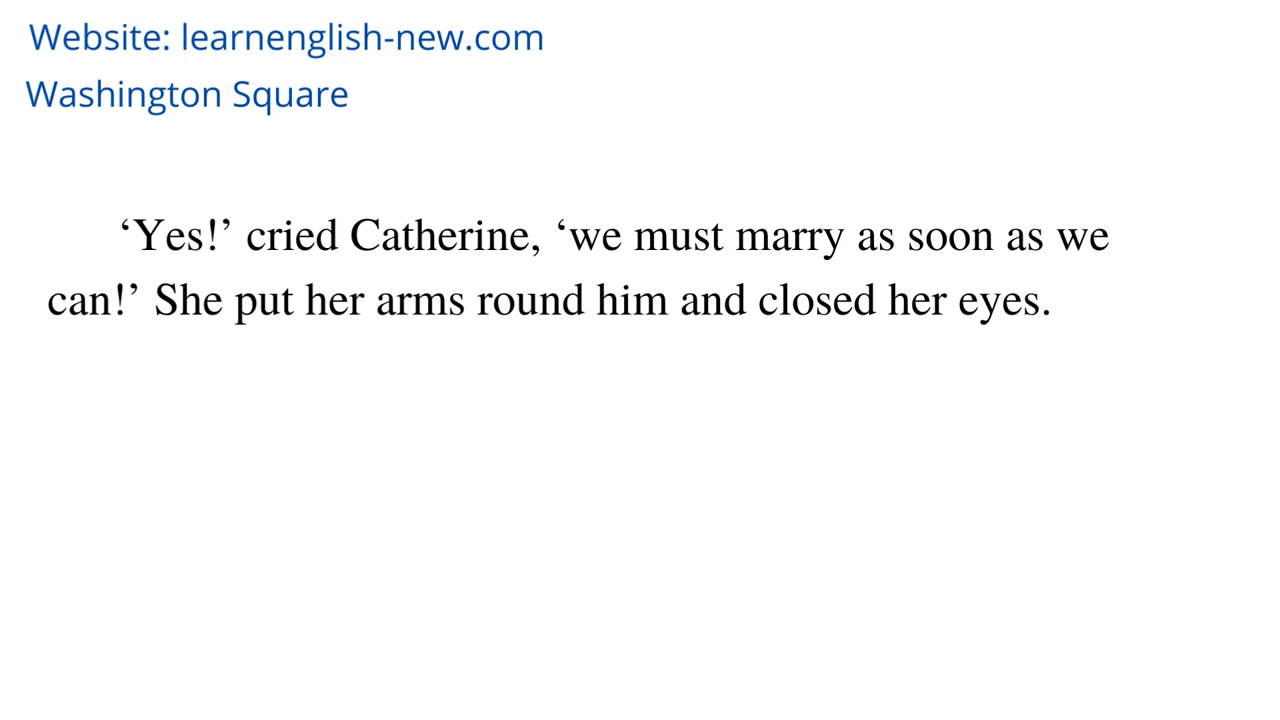 Website: learnenglish-new.com
Washington Square
‘Yes!’ cried Catherine, ‘we must marry as soon as we
can!’ She put her arms round him and closed her eyes.